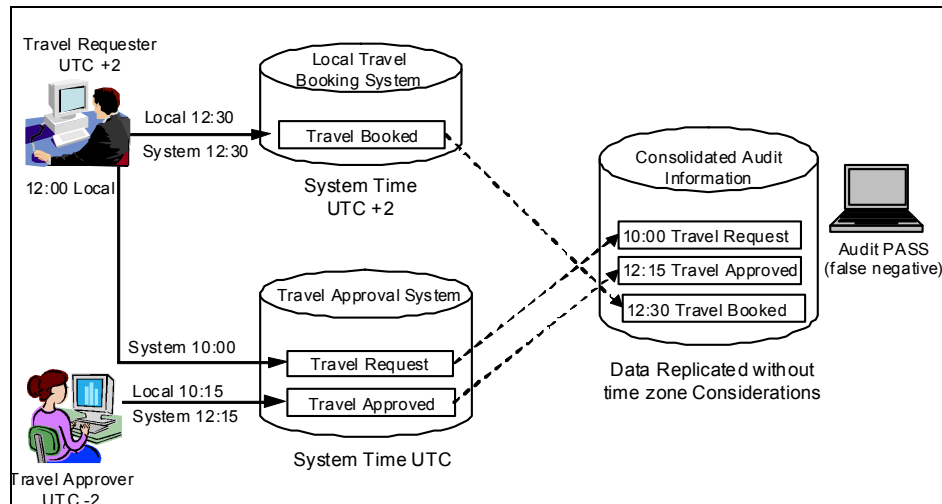 Travel Requester
UTC +2
Local 12:30
System 12:30
12:00 Local
Local Travel
Booking System
Travel Booked
System Time
UTC +2
Consolidated Audit
Information
10:00 Travel Request
12:15 Travel Approved
12:30 Travel Booked
Audit PASS
(false negative)
Data Replicated without
time zone Considerations
Travel Approval System
System 10:00
Travel Request
Local 10:15
System 12:15
Travel Approved
System Time UTC
Travel Approver
UTC -2